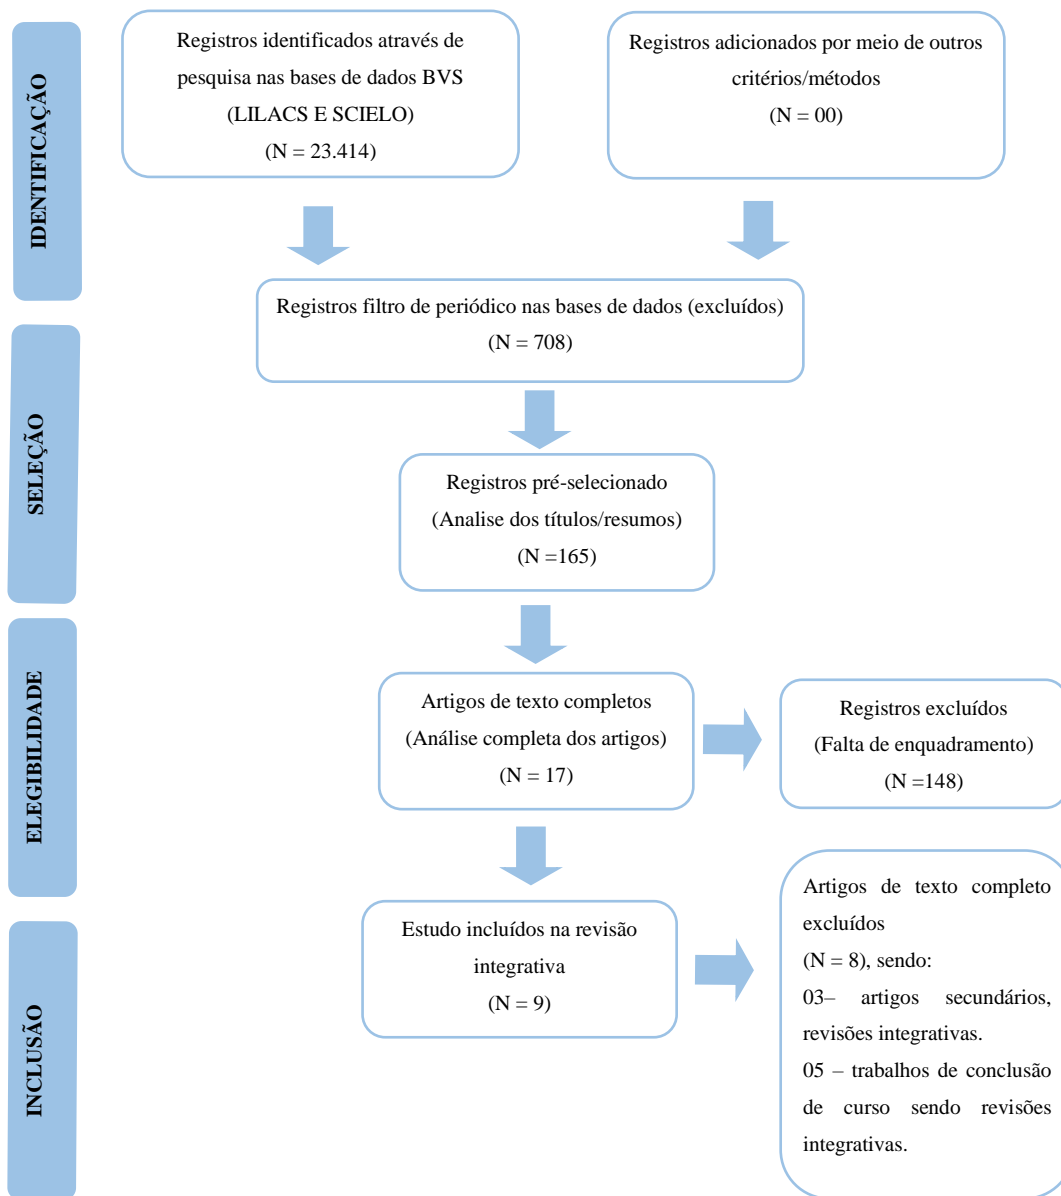 IDENTIFICAÇÃO
Registros identificados através de
pesquisa nas bases de dados BVS
(LILACS E SCIELO)
(N = 23.414)
Registros adicionados por meio de outros
critérios/métodos
(N = 00)
Registros filtro de periódico nas bases de dados (excluídos)
(N = 708)
SELEÇÃO
Registros pré-selecionado
(Analise dos títulos/resumos)
(N =165)
ELEGIBILIDADE
Artigos de texto completos
(Análise completa dos artigos)
(N = 17)
Registros excluídos
(Falta de enquadramento)
(N =148)
INCLUSÃO
Estudo incluídos na revisão
integrativa
(N = 9)
Artigos de texto completo
excluídos
(N = 8), sendo:
03– artigos secundários,
revisões integrativas.
05 – trabalhos de conclusão
de curso sendo revisões
integrativas.